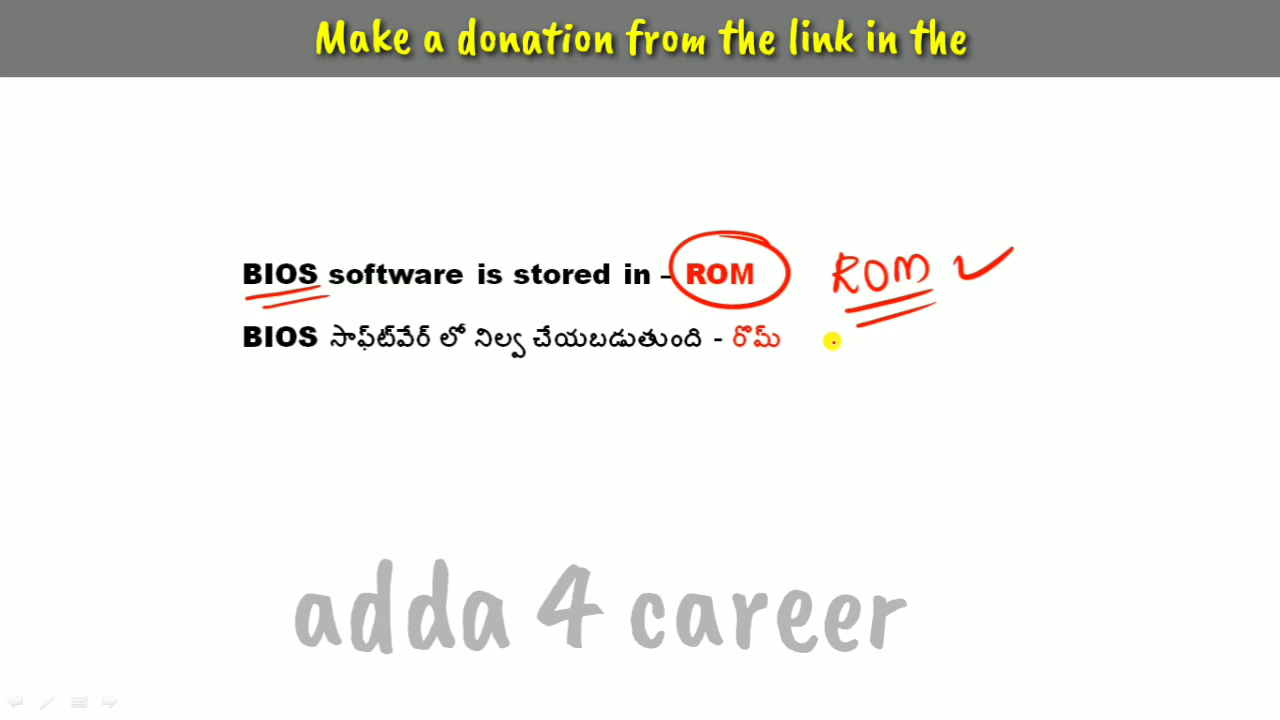 Make a donation from the link in the
BIOS software is stored in - ROM ROM
BIOS సాఫ్ట్‌వేర్ లో నిల్వ చేయబడుతుంది - రొమ్
adda 4 career